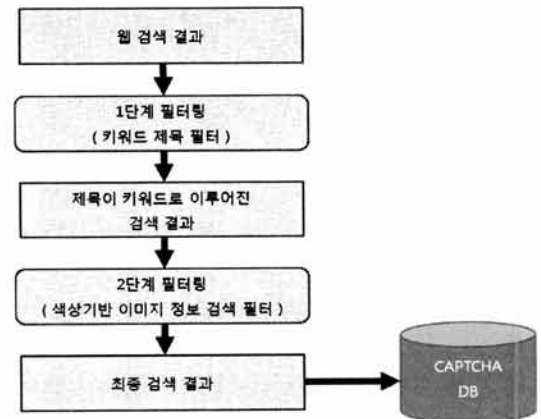 웹 검색 결과
1단계 필터링
( 키워드 제목 필터 )
제목이 키워드로 이루어진
검색 결과
2단계 필터링
( 색상기반 이미지 정보 검색 필터 )
최종 검색 결과
CAPTCHA
DB